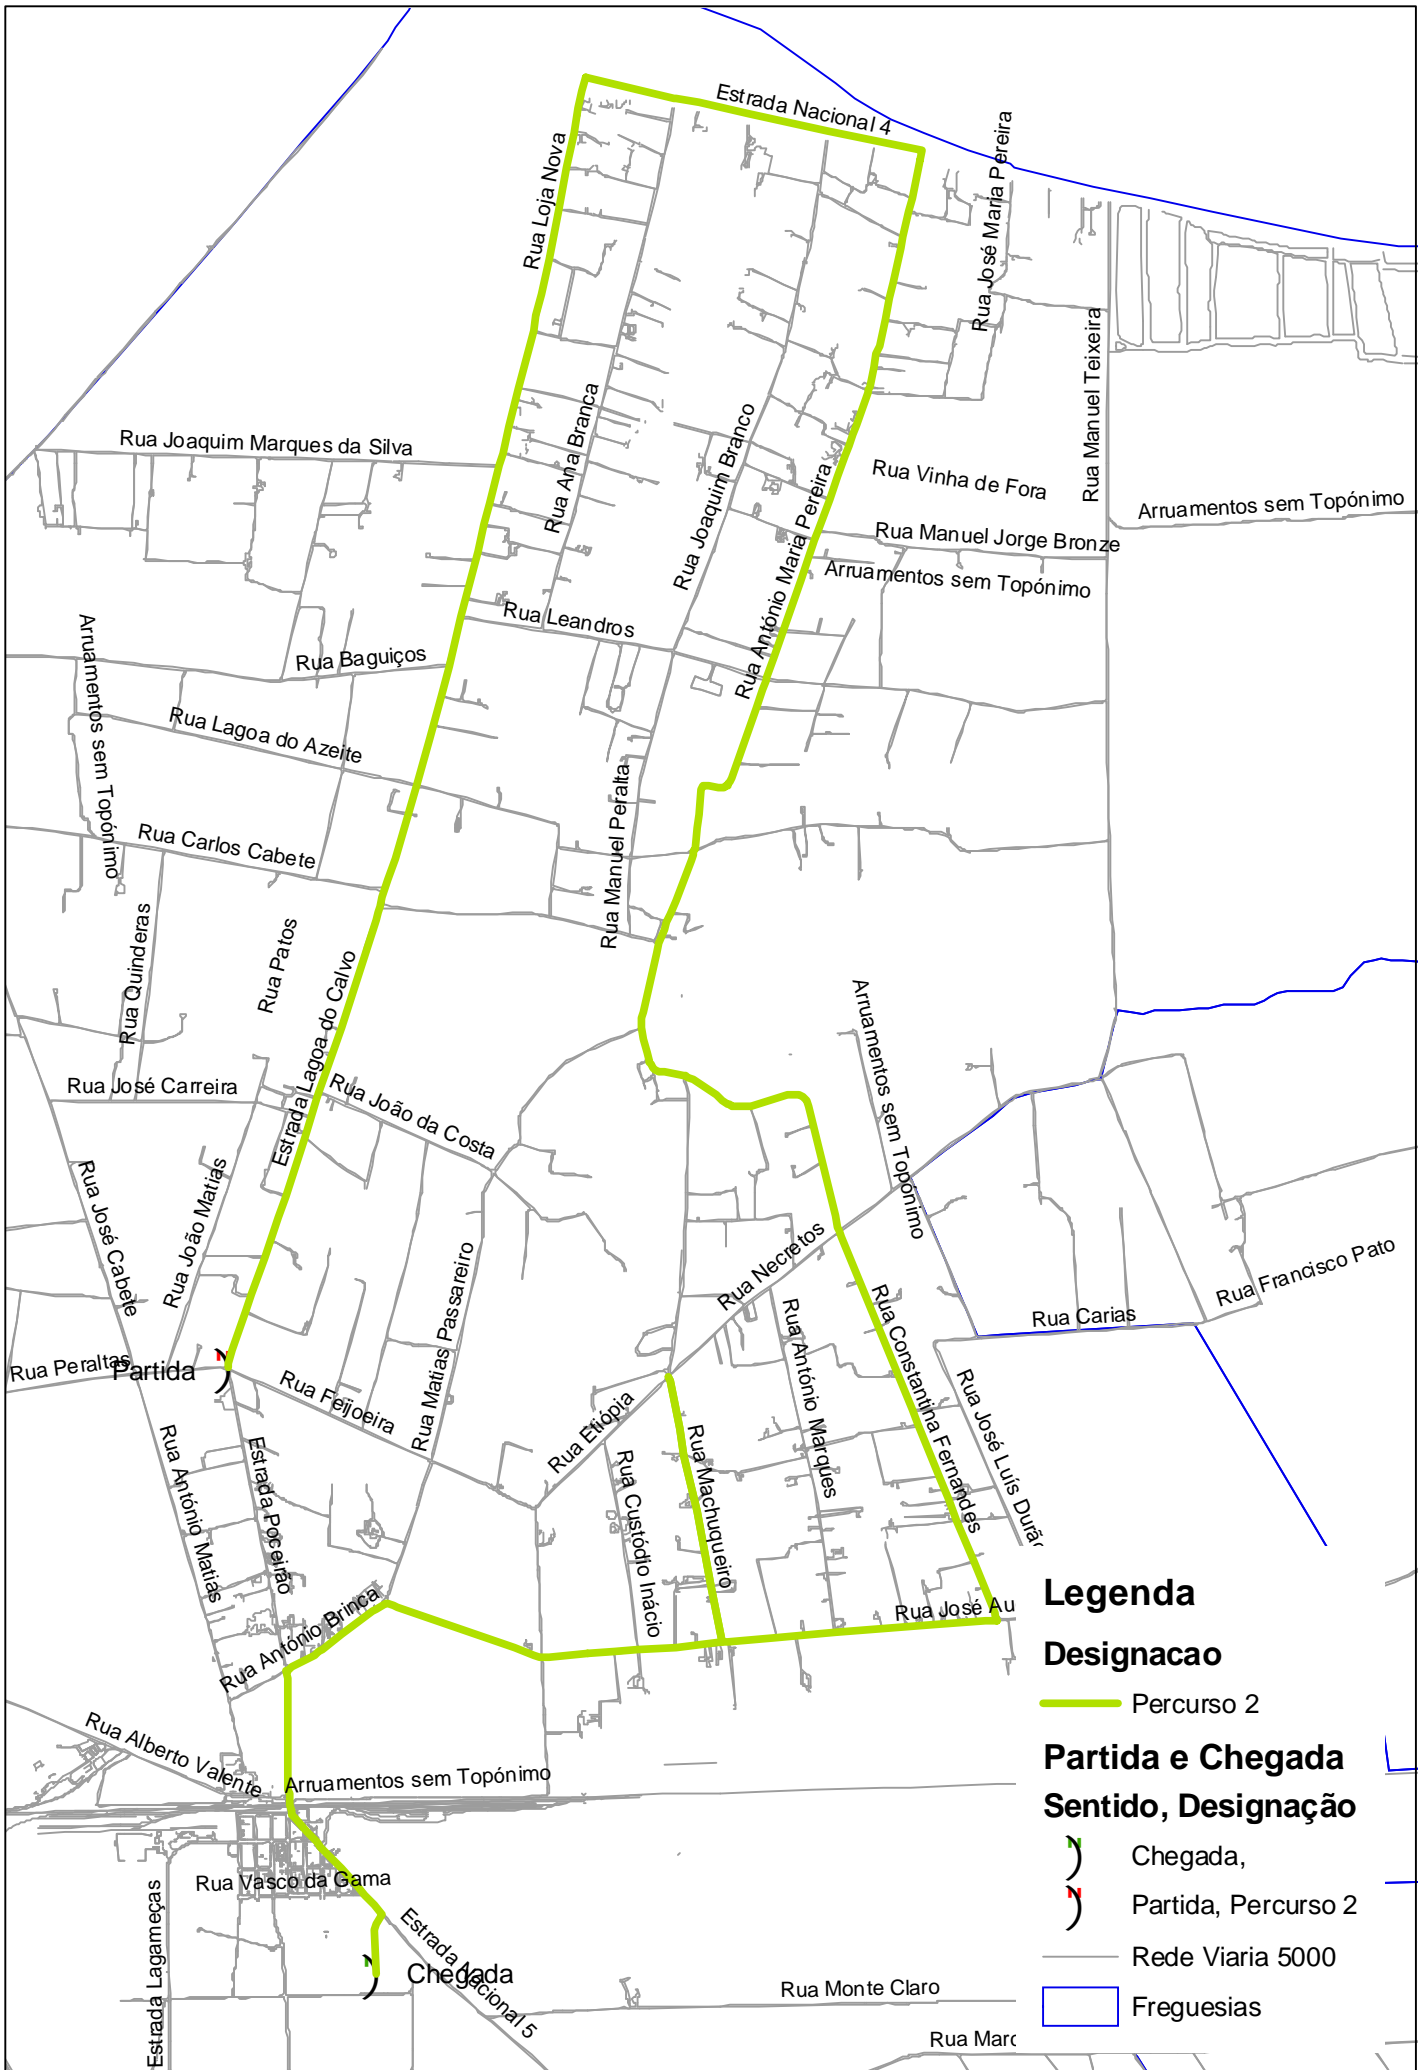 Estrada Nacional 4
Rua José Maria Pereira
Rua Loja Nova
Rua Manuel Teixeira
Rua Ana Branca
Rua Joaquim Branco
Rua Joaquim Marques da Silva
Rua Vinha de Fora
Arruamentos sem Topónimo
Rua António Maria Pereira
Rua Manuel Jorge Bronze
Arruamentos sem Topónimo
Rua Leandros
Arruamentos sem Topónimo
Rua Baguiços
Rua Lagoa do Azeite
Rua Manuel Peralta
Rua Carlos Cabete
Rua Quinderas
Rua Patos
Estrada Lagoa do Calvo
Arruamentos sem Topónimo
Rua José Carreira
Rua João da Costa
Rua José Cabete
Rua João Matias
Rua Matias Passareiro
Rua Necretos
Rua Francisco Pato
Rua Carias
Rua Constantina Fernandes
Rua António Marques
Rua Peraltas
Partida
Rua Feijoeira
Rua Etiópia
Rua José Luís Durão
Rua António Matias
Estrada Poceirão
Rua Custódio Inácio
Rua Machuqueiro
Rua António Brinca
Rua José Au
Rua Alberto Valente
Arruamentos sem Topónimo
Rua Vasco da Gama
Estrada Lagameças
Estrada Nacional 5
Chegada
Rua Monte Claro
Rua Marc
Legenda
Designacao
Percurso 2
Partida e Chegada
Sentido, Designação
Chegada,
Partida, Percurso 2
Rede Viaria 5000
Freguesias